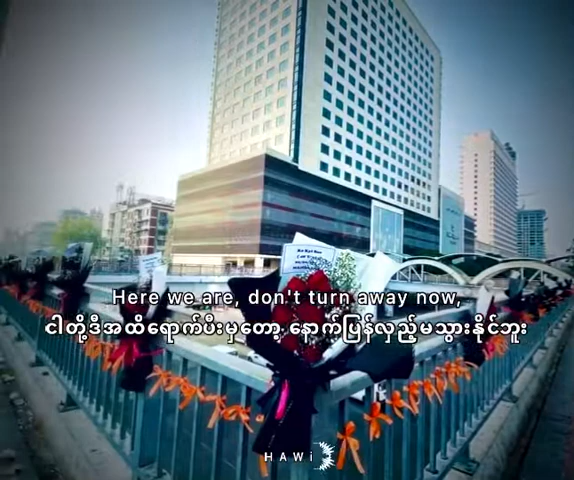 Here we are, don't turn away now,
ငါတို့ဒီအထိရောက်ပီးမှတော့ နောက်ပြန်လှည့်မသွားနိုင်ဘူး
HAWi